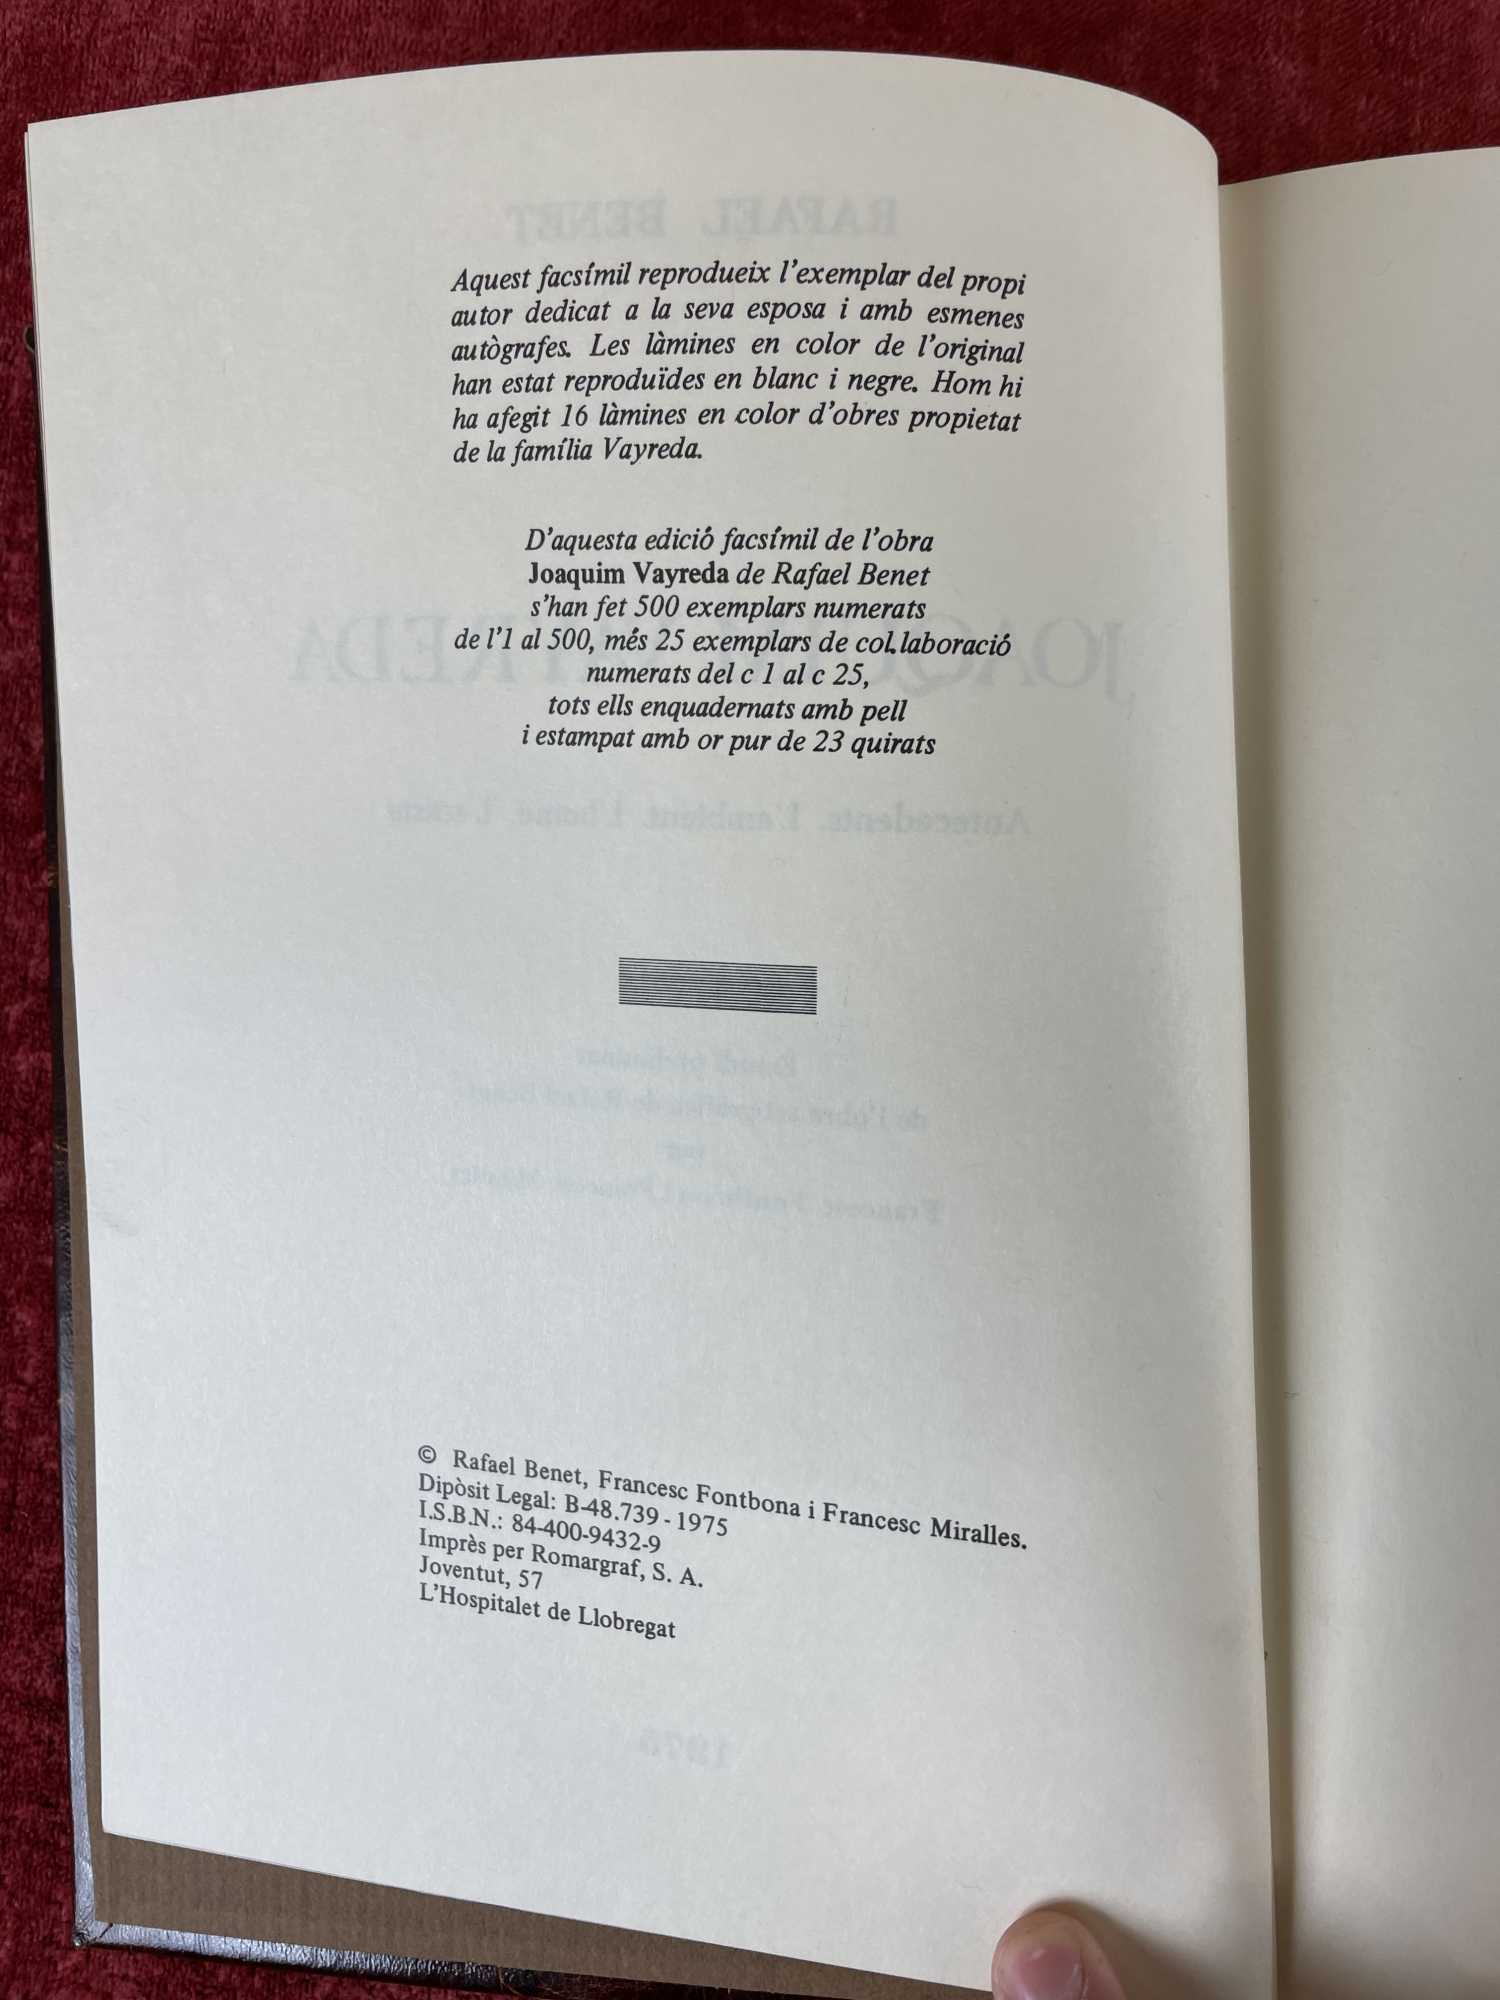 Aquest facsímil reprodueix l'exemplar del propi
autor dedicat a la seva esposa i amb esmenes
autògrafes. Les làmines en color de l'original
han estat reproduïdes en blanc i negre. Hom hi
ha afegit 16 làmines en color d'obres propietat
de la família Vayreda.
D'aquesta edició facsímil de l'obra
Joaquim Vayreda de Rafael Benet
s'han fet 500 exemplars numerats
de l'1 al 500, més 25 exemplars de col.laboració
numerats del c 1 al c 25,
tots ells enquadernats amb pell
i estampat amb or pur de 23 quirats
© Rafael Benet, Francesc Fontbona i Francesc Miralles.
Dipòsit Legal: B-48.739 - 1975
I.S.B.N.: 84-400-9432-9
Imprès per Romargraf, S. A.
Joventut, 57
L'Hospitalet de Llobregat